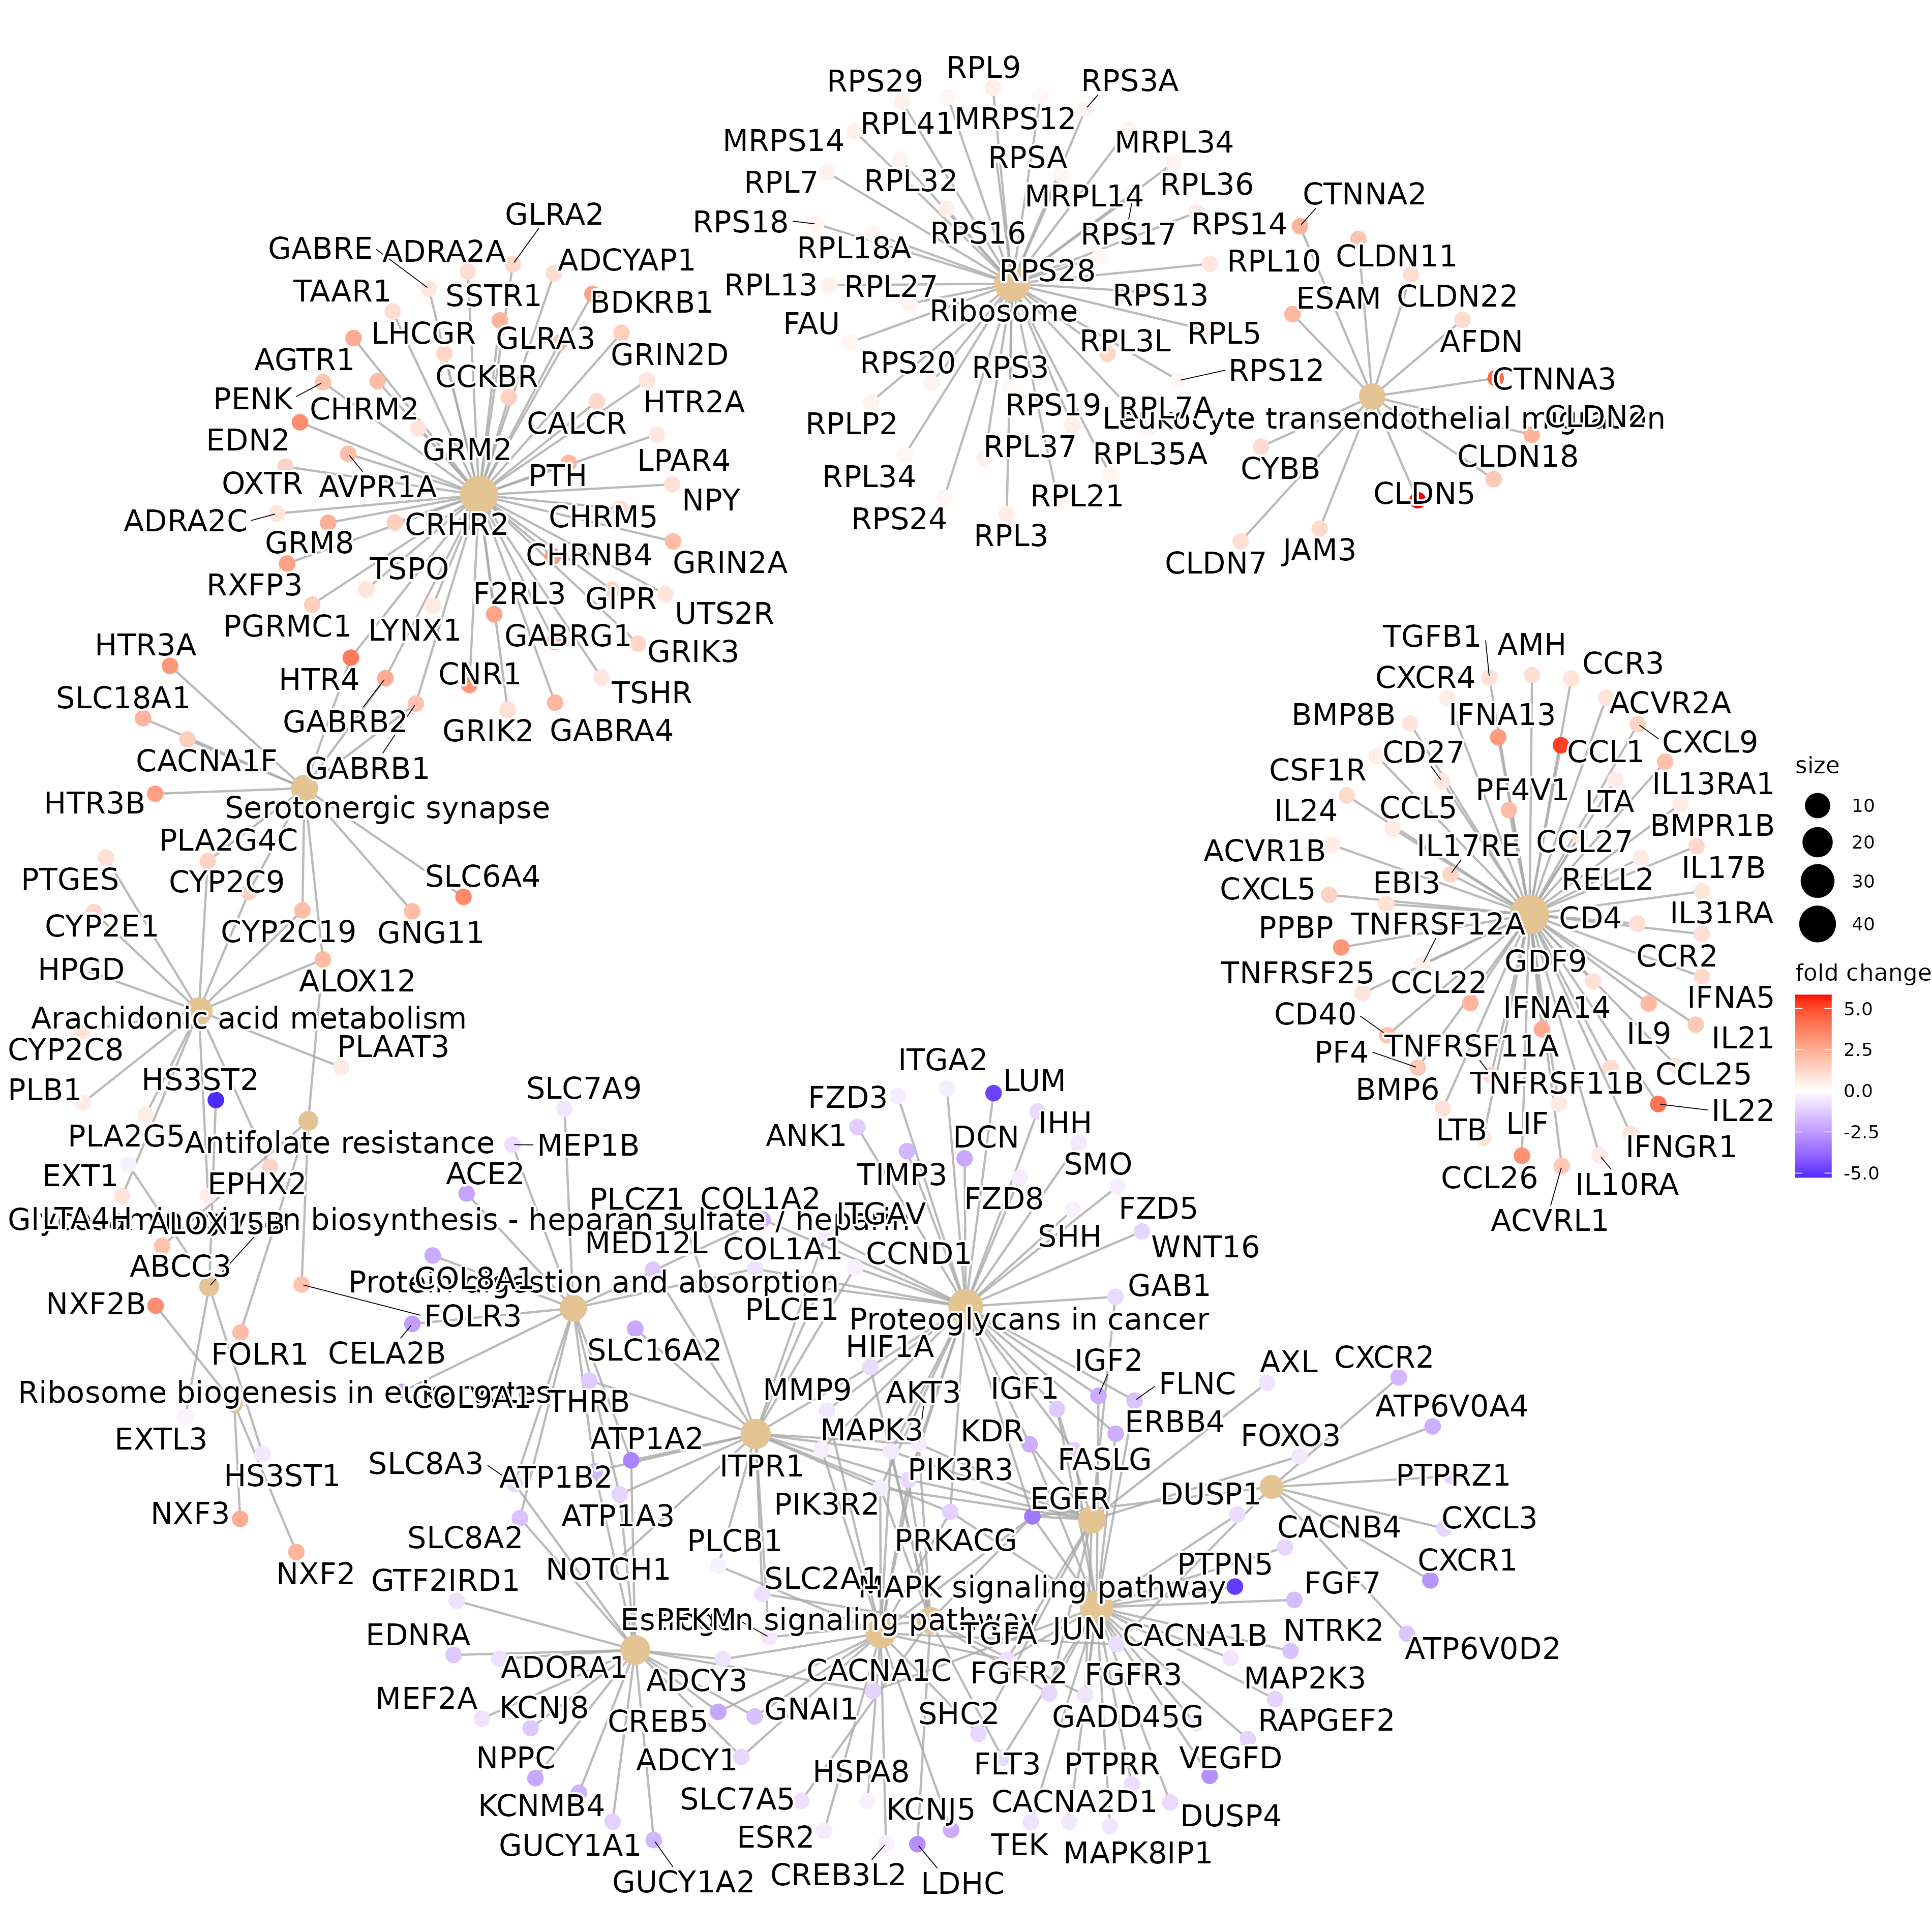 RPS29
RPL9
RPS3A
RPL41
MRPS12
MRPS14
MRPL34
RPSA
RPL7
RPL32
MRPL14
RPL36
CTNNA2
RPS18
RPS16
RPS17
RPS14
GLRA2
RPL18A
RPS28
RPL10
CLDN11
GABRE
ADRA2A
ADCYAP1
RPL13
RPL27
RPS13
ESAM
CLDN22
TAAR1
SSTR1
BDKRB1
FAU
Ribosome
RPL3L
RPL5
AFDN
LHCGR
GLRA3
GRIN2D
AGTR1
RPS20
RPS3
RPS12
CTNNA3
CCKBR
PENK
CHRM2
HTR2A
RPS19
RPL7A
Leukocyte transendothelial migration
CLDN2
CALCR
RPLP2
EDN2
GRM2
RPL37
RPL35A
CLDN18
OXTR
AVPR1A
PTH
LPAR4
RPL34
CYBB
NPY
RPL21
CLDN5
ADRA2C
CRHR2
CHRM5
RPS24
RPL3
GRM8
CHRNB4
GRIN2A
CLDN7
JAM3
RXFP3
TSPO
F2RL3
GIPR
UTS2R
PGRMC1
LYNX1
GABRG1
GRIK3
HTR3A
TGFB1
AMH
CCR3
HTR4
CNR1
TSHR
CXCR4
SLC18A1
GABRB2
GRIK2
GABRA4
BMP8B
IFNA13
ACVR2A
CACNA1F
GABRB1
CD27
CCL1
CXCL9
CSF1R
IL13RA1
size
HTR3B
Serotonergic synapse
IL24
CCL5
PF4V1
LTA
10
PLA2G4C
ACVR1B
IL17RE
CCL27
BMPR1B
20
PTGES
CYP2C9
SLC6A4
CXCL5
EBI3
RELL2
IL17B
30
CYP2E1
CYP2C19
GNG11
PPBP
TNFRSF12A
CD4
IL31RA
40
HPGD
ALOX12
TNFRSF25
CCL22
GDF9
CCR2
fold change
Arachidonic acid metabolism
CD40
IFNA14
IFNA5
5.0
CYP2C8
PLAAT3
PF4
TNFRSF11A
IL9
IL21
2.5
PLB1
HS3ST2
SLC7A9
ITGA2
LUM
BMP6
TNFRSF11B
CCL25
0.0
PLA2G5
Antifolate resistance
MEP1B
FZD3
IHH
LTB
LIF
IL22
-2.5
ANK1
DCN
IFNGR1
-5.0
EXT1
EPHX2
ACE2
TIMP3
SMO
CCL26
IL10RA
LTA4H
ALOX15B
biosynthesis - heparan sulfate / heparin
PLCZ1
COL1A2
ITGAV
FZD8
FZD5
ACVRL1
ABCC3
MED12L
COL1A1
CCND1
SHH
WNT16
NXF2B
Protein digestion and absorption
COL8A1
PLCE1
Proteoglycans in cancer
GAB1
FOLR3
FOLR1
CELA2B
SLC16A2
HIF1A
IGF2
AXL
CXCR2
Ribosome biogenesis in eukaryotes
COL9A1
THRB
MMP9
AKT3
IGF1
FLNC
ATP6V0A4
EXTL3
ATP1A2
MAPK3
KDR
ERBB4
FOXO3
HS3ST1
SLC8A3
ATP1B2
ITPR1
PIK3R3
FASLG
PTPRZ1
NXF3
ATP1A3
PIK3R2
EGFR
DUSP1
SLC8A2
PLCB1
PRKACG
CACNB4
CXCL3
NXF2
GTF2IRD1
NOTCH1
SLC2A1
MAPK signaling pathway
PTPN5
CXCR1
EDNRA
Estrogen signaling pathway
PFKM
TGFA
JUN
FGF7
CACNA1B
NTRK2
ATP6V0D2
ADORA1
ADCY3
CACNA1C
FGFR2
FGFR3
MAP2K3
MEF2A
KCNJ8
CREB5
GNAI1
SHC2
GADD45G
RAPGEF2
NPPC
ADCY1
HSPA8
FLT3
PTPRR
VEGFD
KCNMB4
SLC7A5
KCNJ5
CACNA2D1
DUSP4
GUCY1A1
ESR2
TEK
MAPK8IP1
GUCY1A2
CREB3L2
LDHC